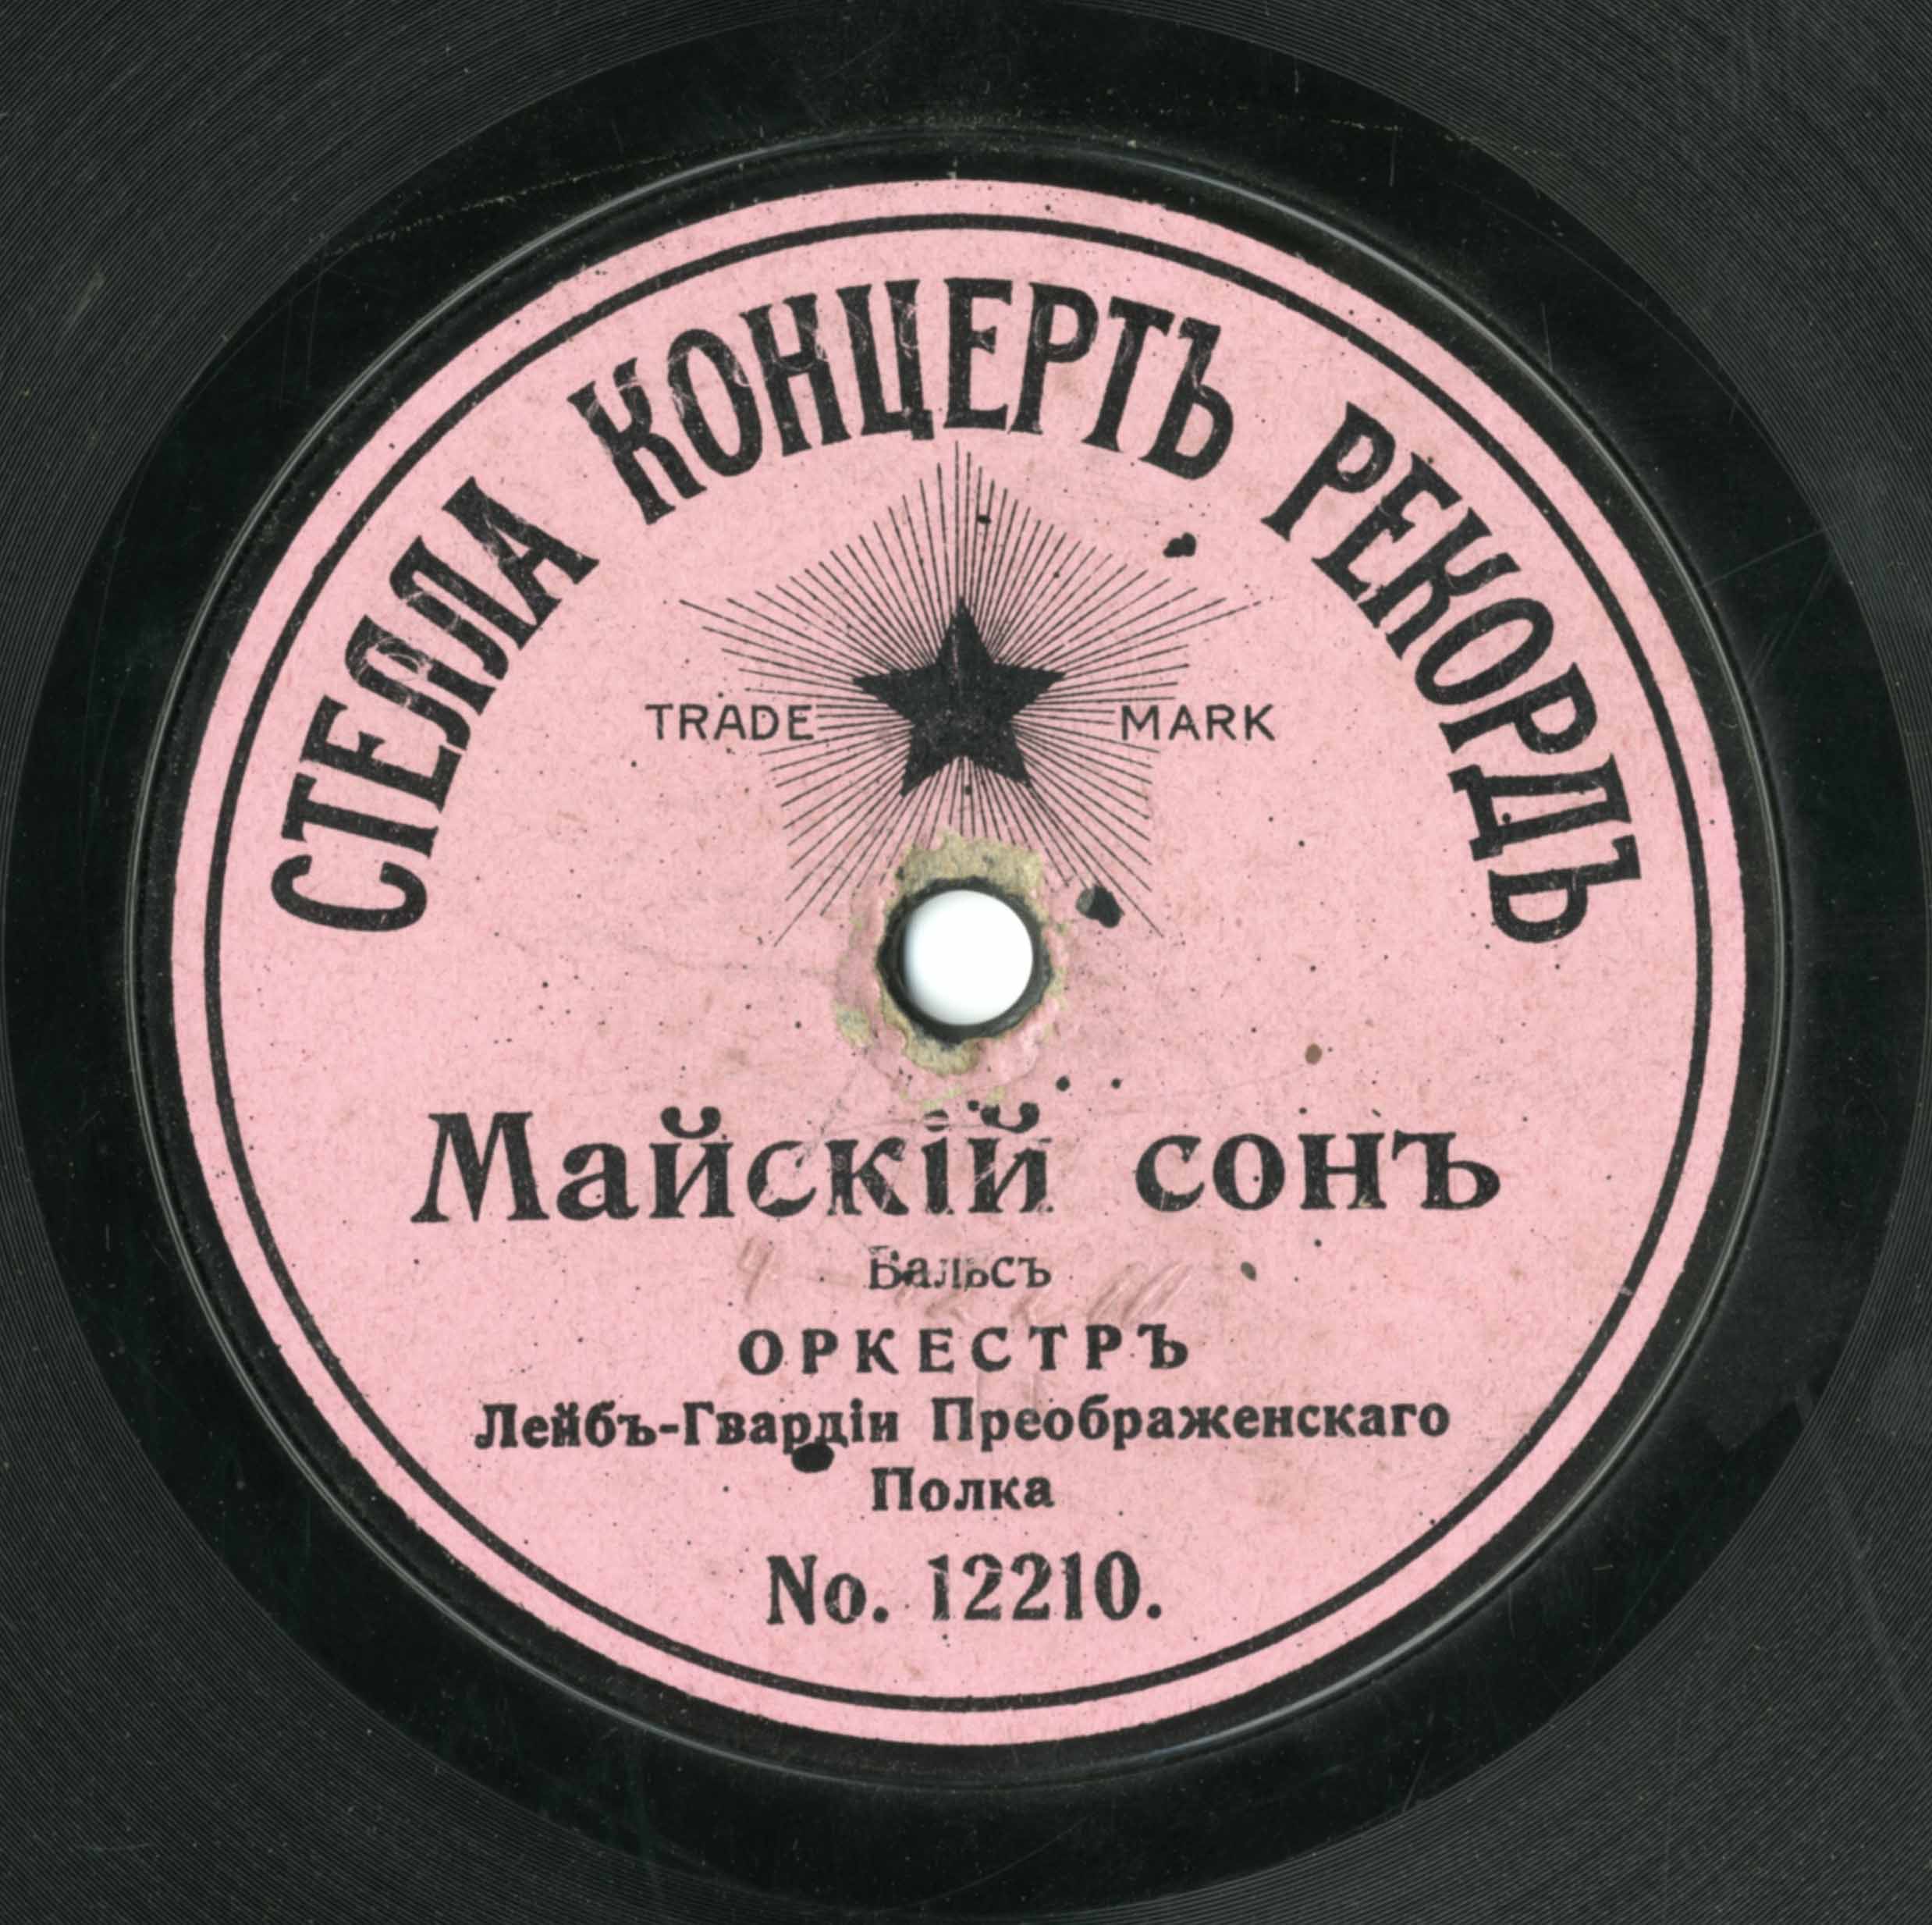 СТЕЛЛА КОНЦЕРТЪ РЕКОРДЪ
TRADE MARK
Майскій сонъ
Вальсъ
ОРКЕСТРЪ
Лейбъ-Гвардіи Преображенскаго
Полка
No. 12210.